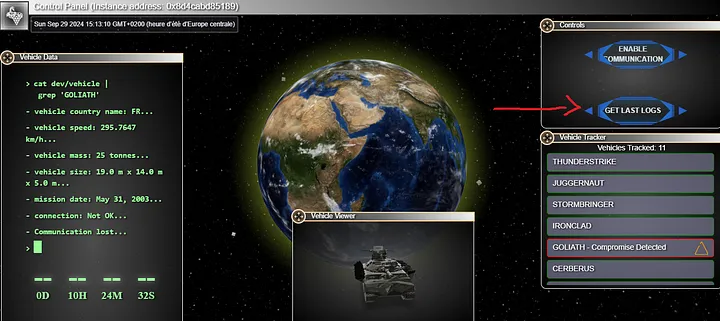 Control Panel (Instance address: 0x8d4cabd85189)
Sun Sep 29 2024 15:13:10 GMT+0200 (heure d'été d'Europe centrale)
Vehicle Data
> cat dev/vehicle |
grep 'GOLIATH'
- vehicle country name: FR...
- vehicle speed: 295.7647
km/h...
- vehicle mass: 25 tonnes...
- vehicle size: 19.0 m x 14.0 m
x 5.0 m...
- mission date: May 31, 2003...
- connection: Not OK...
- Communication lost...
>
-- -- -- --
0D 10H 24M 32S
Vehicle Viewer
Controls
ENABLE
COMMUNICATION
GET LAST LOGS
Vehicle Tracker
Vehicles Tracked: 11
THUNDERSTRIKE
JUGGERNAUT
STORMBRINGER
IRONCLAD
GOLIATH - Compromise Detected
CERBERUS